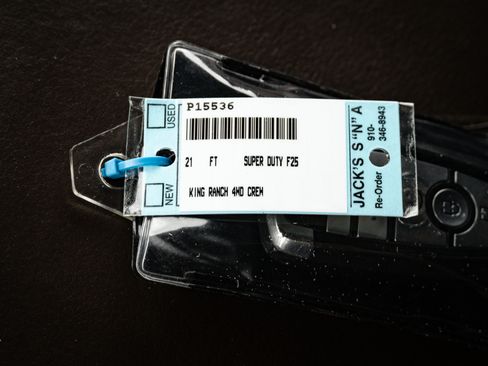 USED
NEW
P15536
21 FT SUPER DUTY F25
KING RANCH 4WD CREW
JACK'S S "N" A
Re-Order 910-
346-8943